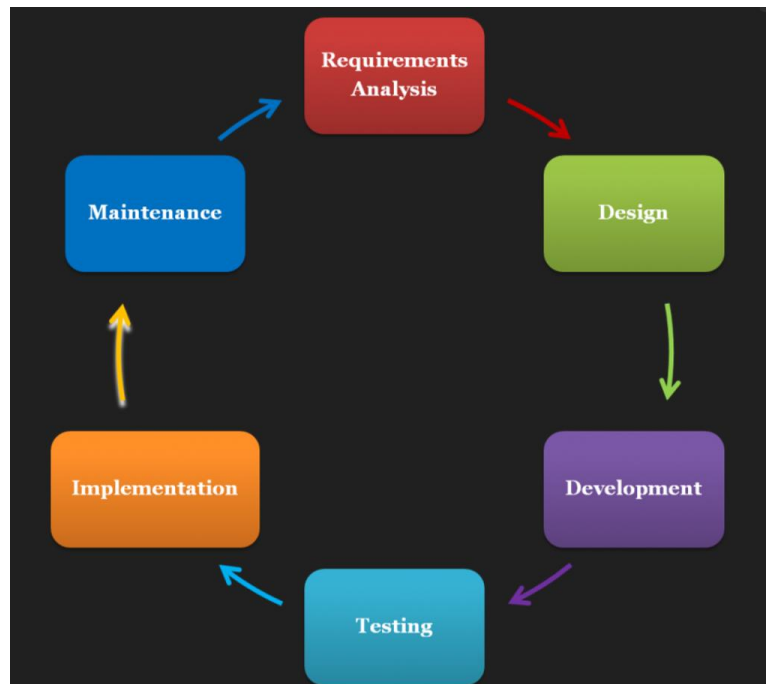 Requirements
Analysis
Design
Development
Testing
Implementation
Maintenance